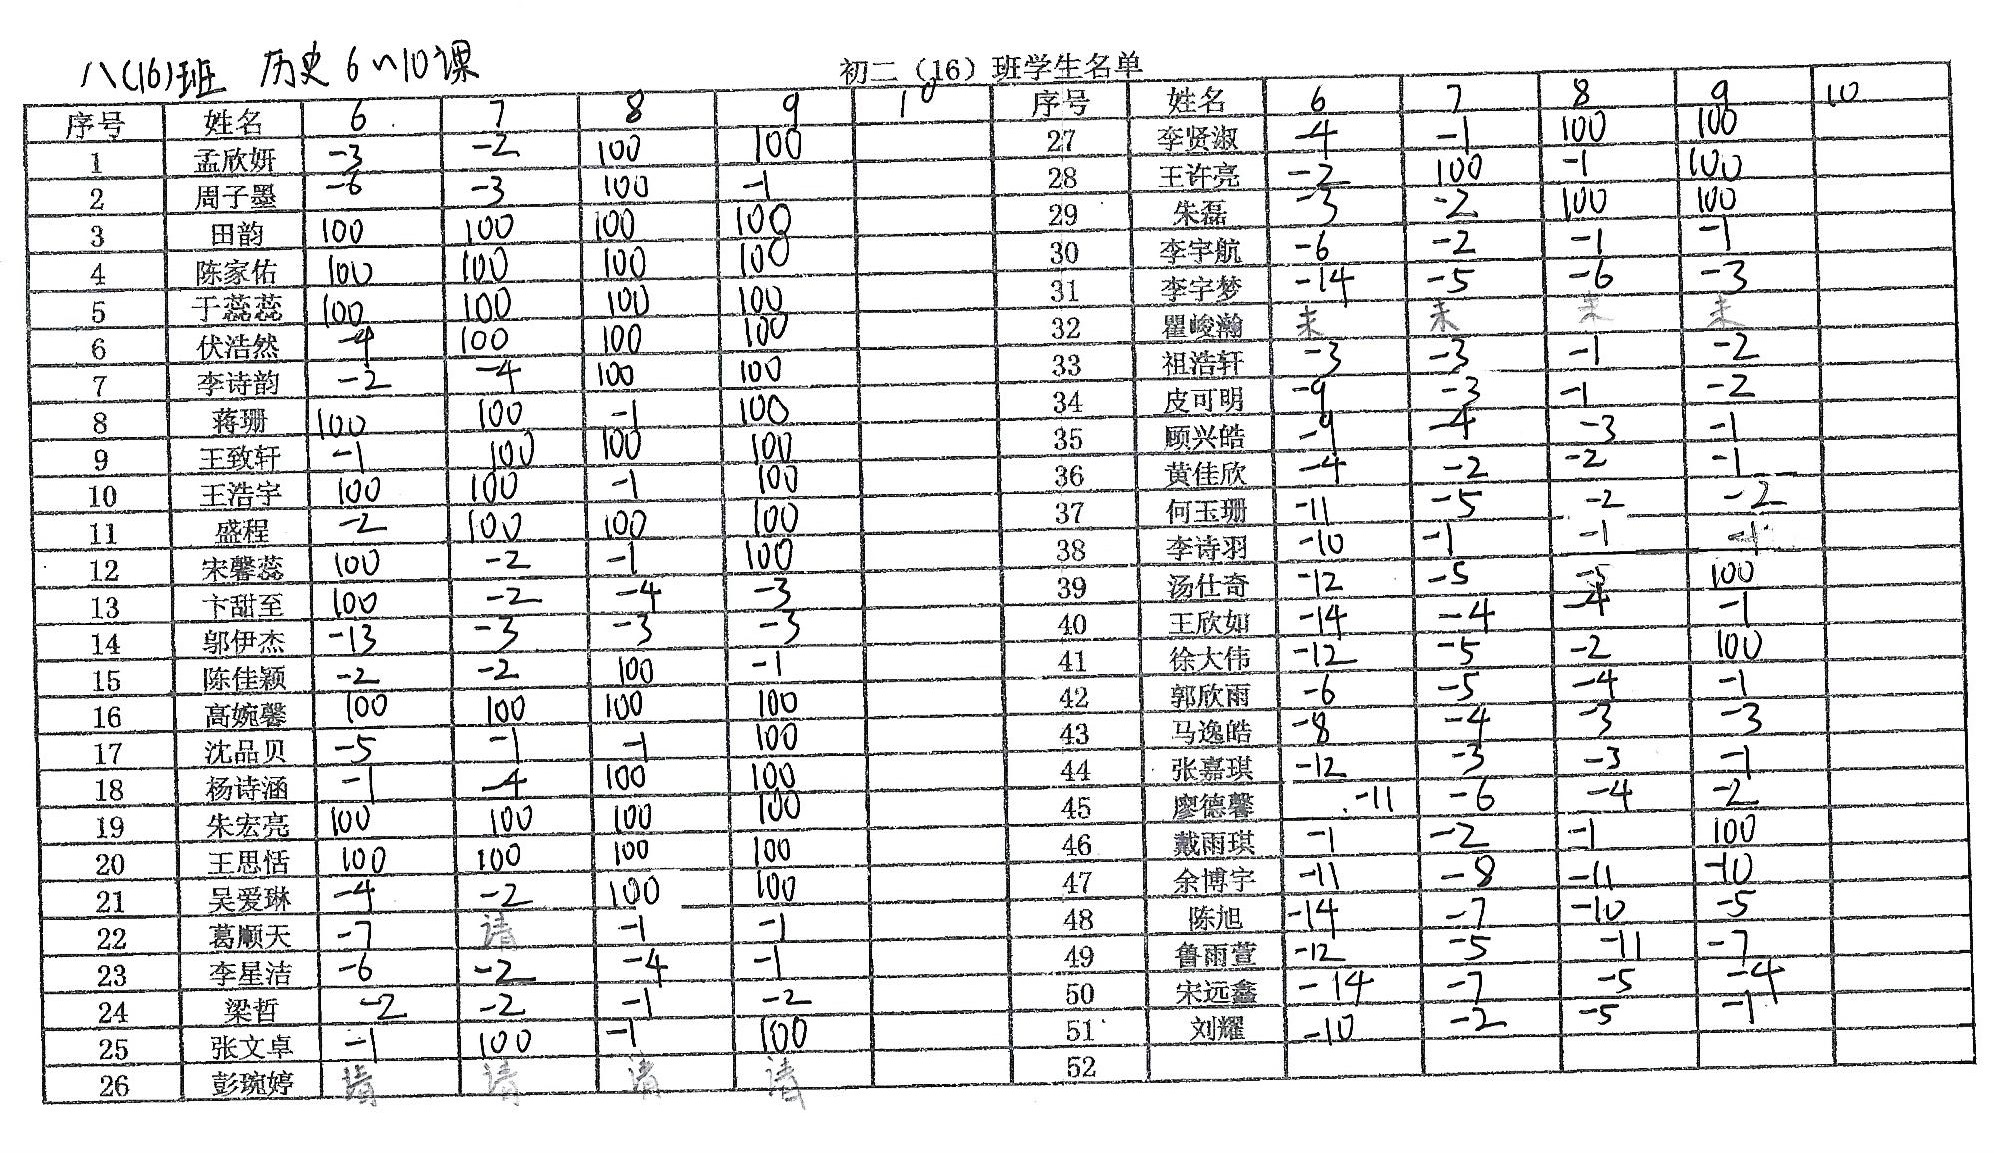 八(16)班 历史6~10课
初二（16）班学生名单
序号 姓名 6 7 8 9 10 序号 姓名 6 7 8 9 10
1 孟欣妍 -3 -2 100 100 27 李贤淑 -4 -1 100 100
2 周子墨 -6 -3 100 -1 28 王许亮 -2 100 -1 100
3 田韵 100 100 100 100 29 朱磊 -3 -2 100 100
4 陈家佑 100 100 100 100 30 李宇航 -6 -2 -1 -1
5 于蕊蕊 100 100 100 100 31 李宇梦 -14 -5 -6 -3
6 伏浩然 -4 100 100 100 32 瞿峻瀚 未 未 未 未
7 李诗韵 -2 -4 100 100 33 祖浩轩 -3 -3 -1 -2
8 蒋珊 100 100 -1 100 34 皮可明 -9 -3 -1 -2
9 王致轩 -1 100 100 100 35 顾兴皓 -9 -4 -3 -1
10 王浩宇 100 100 -1 100 36 黄佳欣 -4 -2 -2 -1
11 盛程 -2 100 100 100 37 何玉珊 -11 -5 -2 -2
12 宋馨蕊 100 -2 -1 100 38 李诗羽 -10 -1 -1 -1
13 卞甜至 100 -2 -4 -3 39 汤仕奇 -12 -5 -5 100
14 邬伊杰 -13 -3 -3 -3 40 王欣如 -14 -4 -4 -1
15 陈佳颖 -2 -2 100 -1 41 徐大伟 -12 -5 -2 100
16 高婉馨 100 100 100 100 42 郭欣雨 -6 -5 -4 -1
17 沈品贝 -5 -1 -1 100 43 马逸皓 -8 -4 -3 -3
18 杨诗涵 -1 -4 100 100 44 张嘉琪 -12 -3 -3 -1
19 朱宏亮 100 100 100 100 45 廖德馨 -11 -6 -4 -2
20 王思恬 100 100 100 100 46 戴雨琪 -1 -2 -1 100
21 吴爱琳 -4 -2 100 100 47 余博宇 -11 -8 -11 -10
22 葛顺天 -7 请 -1 -1 48 陈旭 -14 -7 -10 -5
23 李星洁 -6 -2 -4 -1 49 鲁雨萱 -12 -5 -11 -7
24 梁哲 -2 -2 -1 -2 50 宋远鑫 -14 -7 -5 -4
25 张文卓 -1 100 -1 100 51 刘耀 -10 -2 -5 -1
26 彭琬婷 请 请 请 请 52